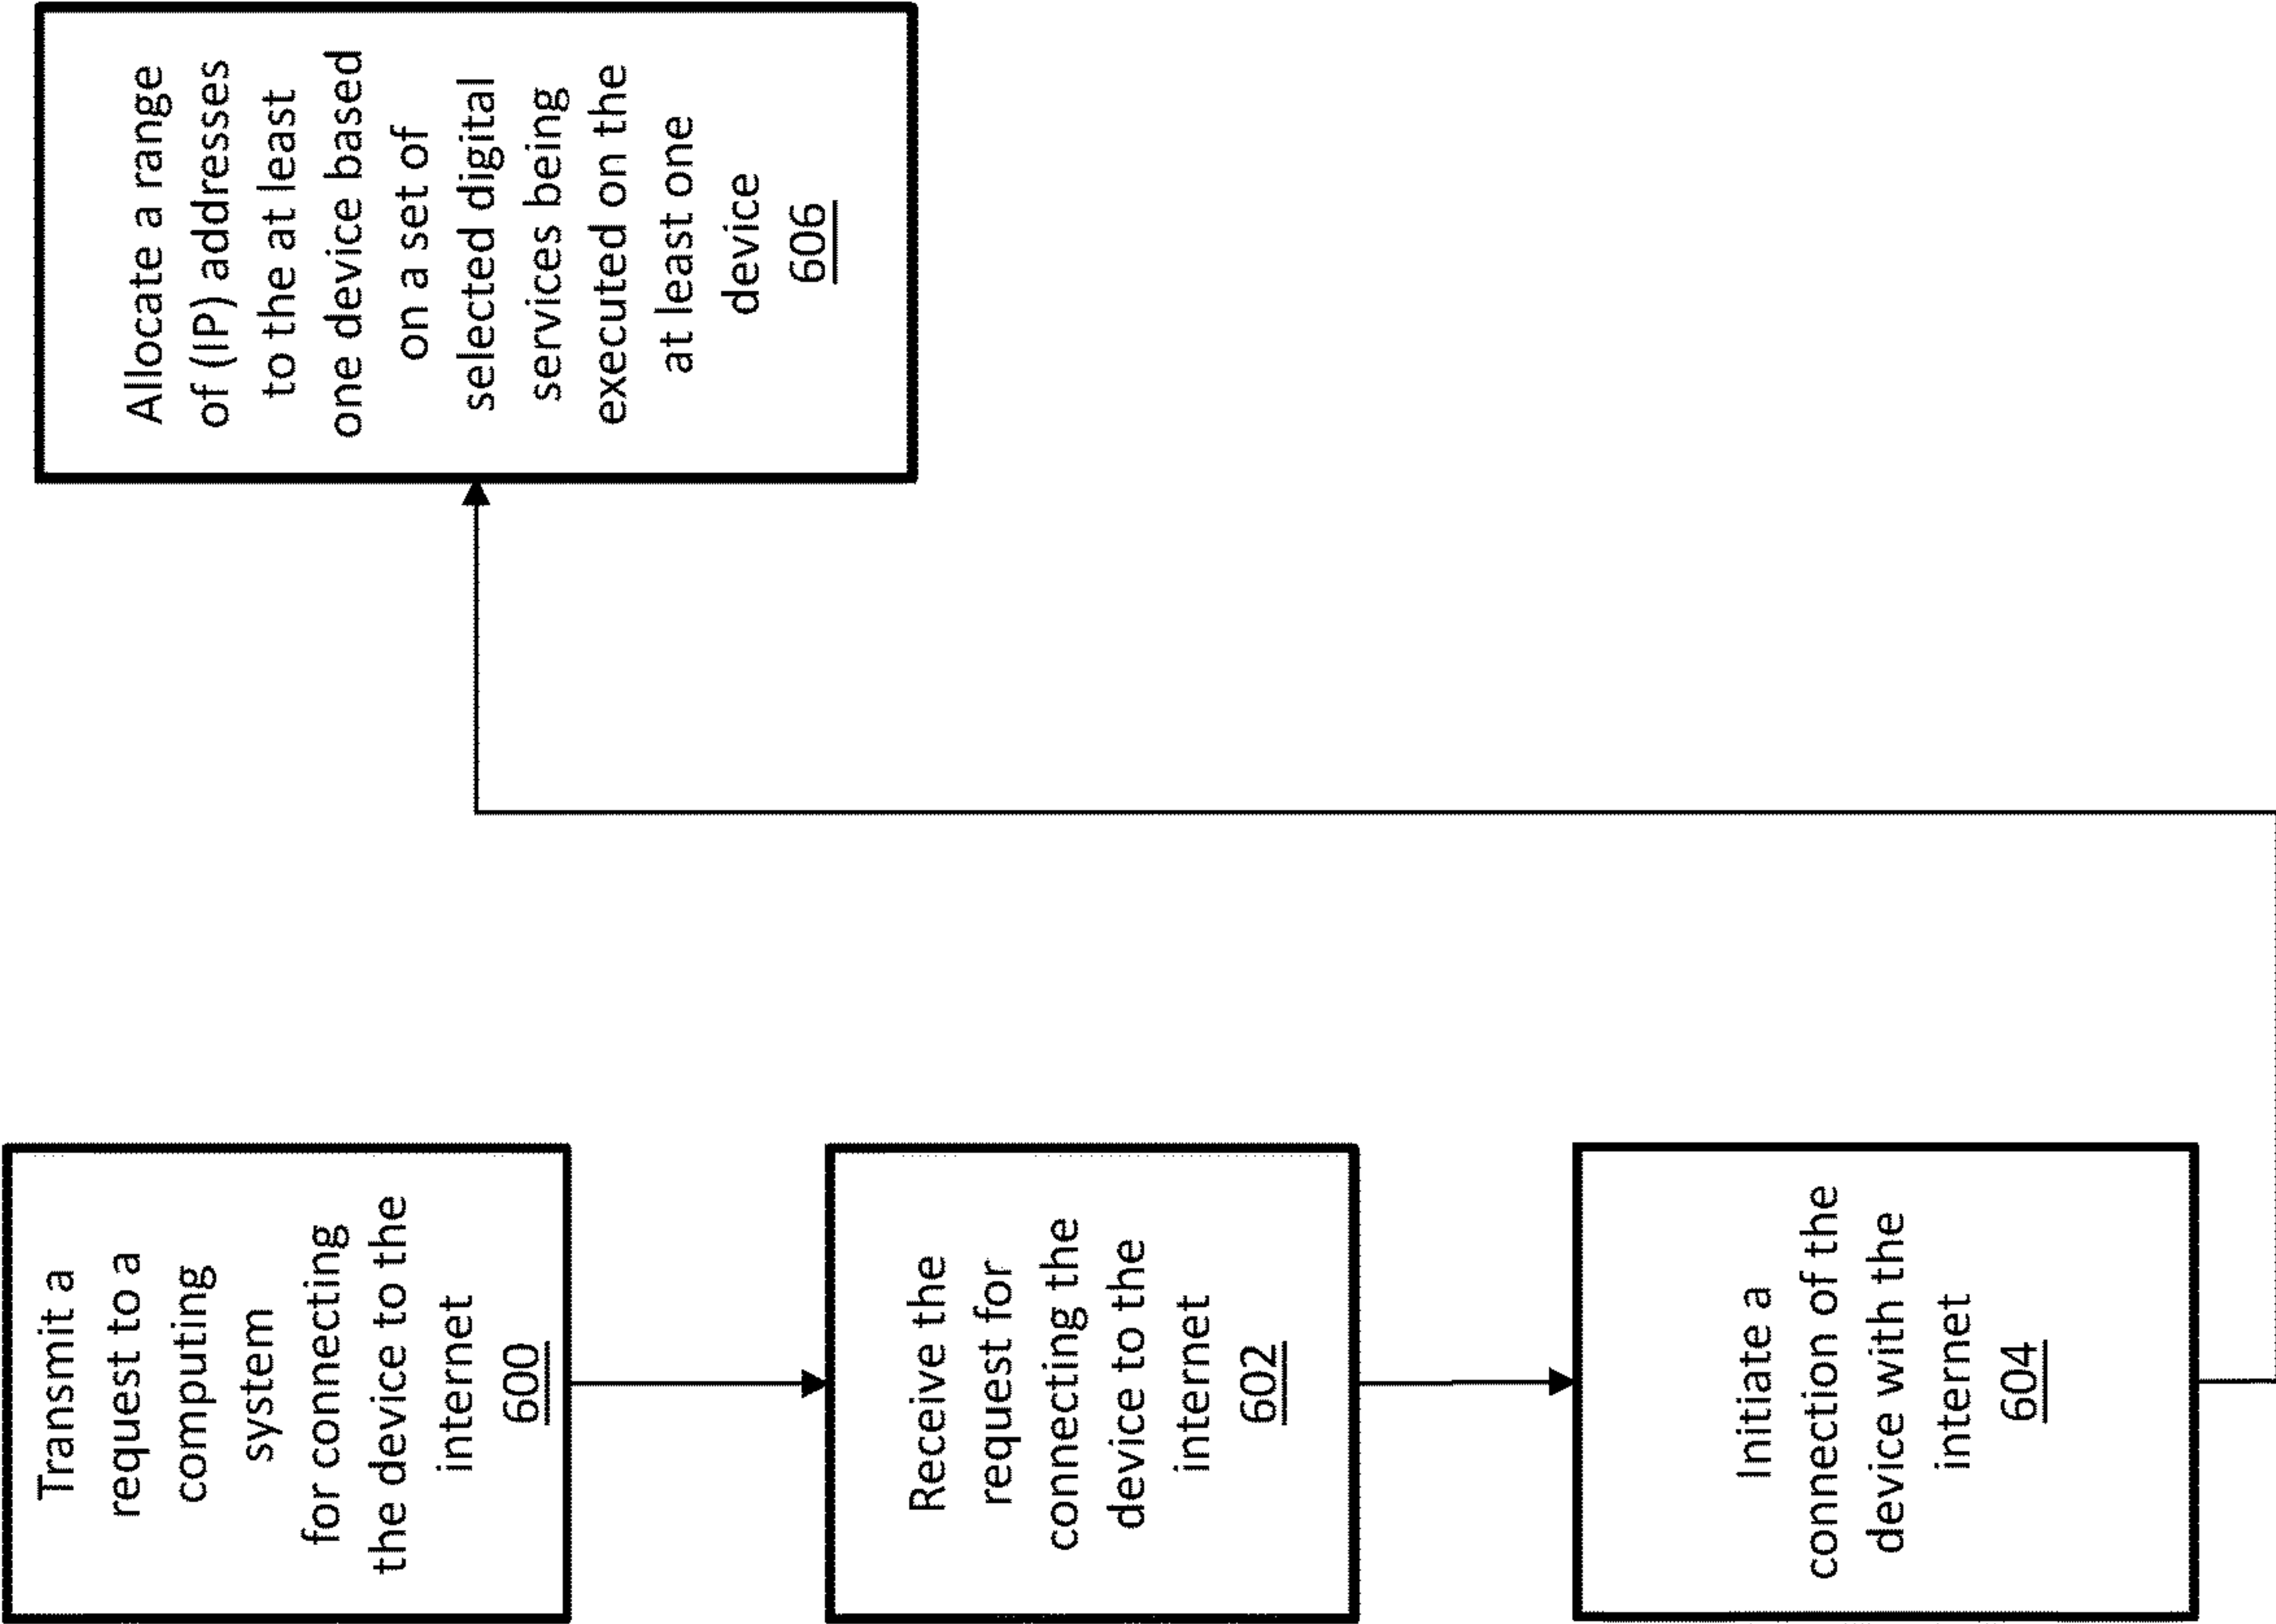 Transmit a
request to a
computing
system
for connecting
the device to the
internet
600
Receive the
request for
connecting the
device to the
internet
602
Initiate a
connection of the
device with the
internet
604
Allocate a range
of (IP) addresses
to the at least
one device based
on a set of
selected digital
services being
executed on the
at least one
device
606